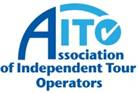 AITO
Association
of Independent Tour
Operators